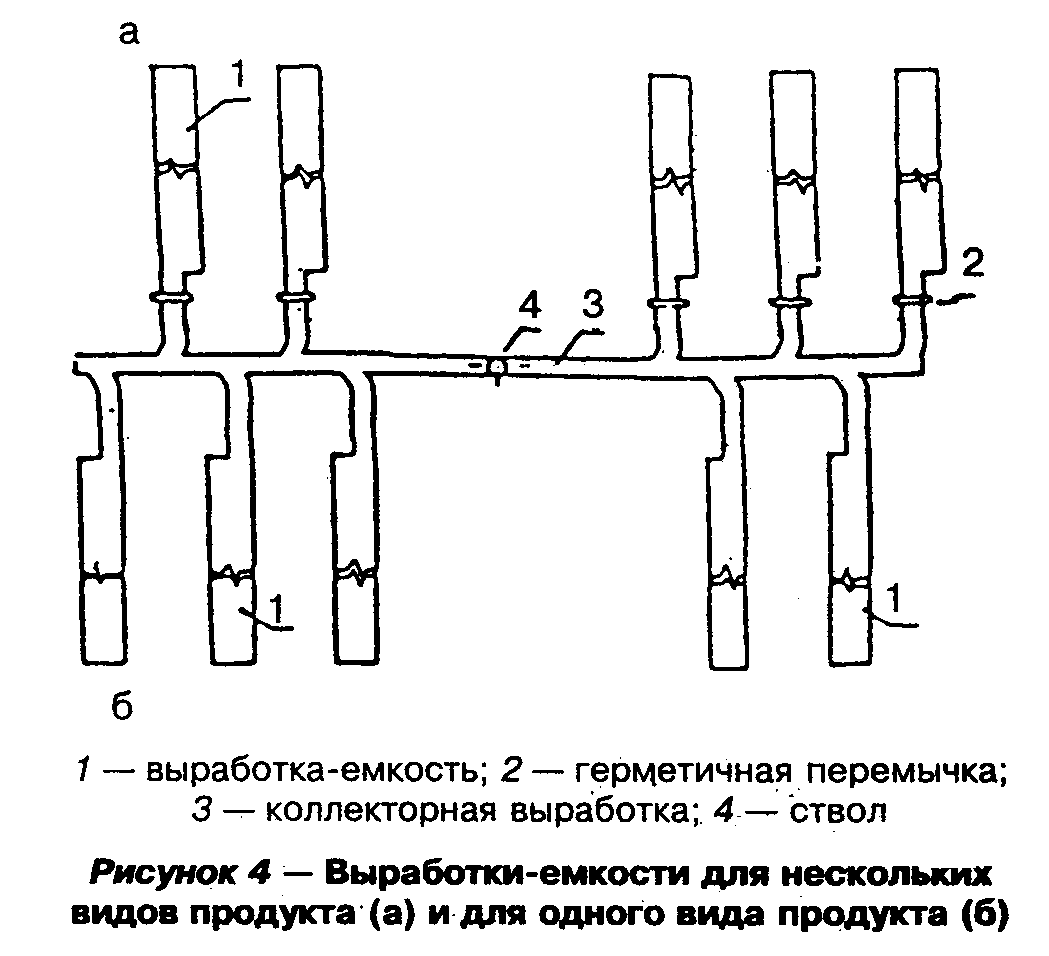 а
1
2
4 3
1 1
б
1 — выработка-емкость; 2 — герметичная перемычка;
3 — коллекторная выработка; 4 — ствол
Рисунок 4 — Выработки-емкости для нескольких
видов продукта (а) и для одного вида продукта (б)